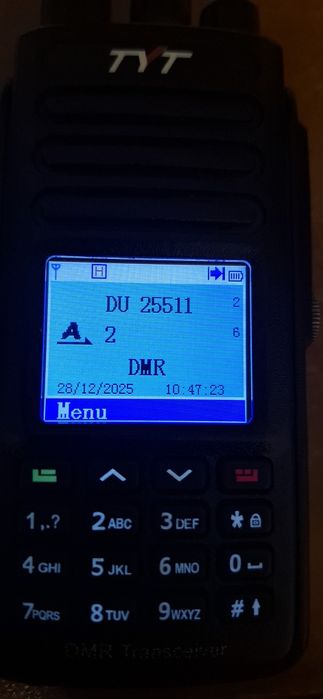 TYT
H
DU 25511 2
A 2 6
DMR
28/12/2025 10:47:23
Menu
1,.? 2ABC 3DEF *
4GHI 5JKL 6MNO 0
7PQRS 8TUV 9WXYZ #
DMR Transceiver